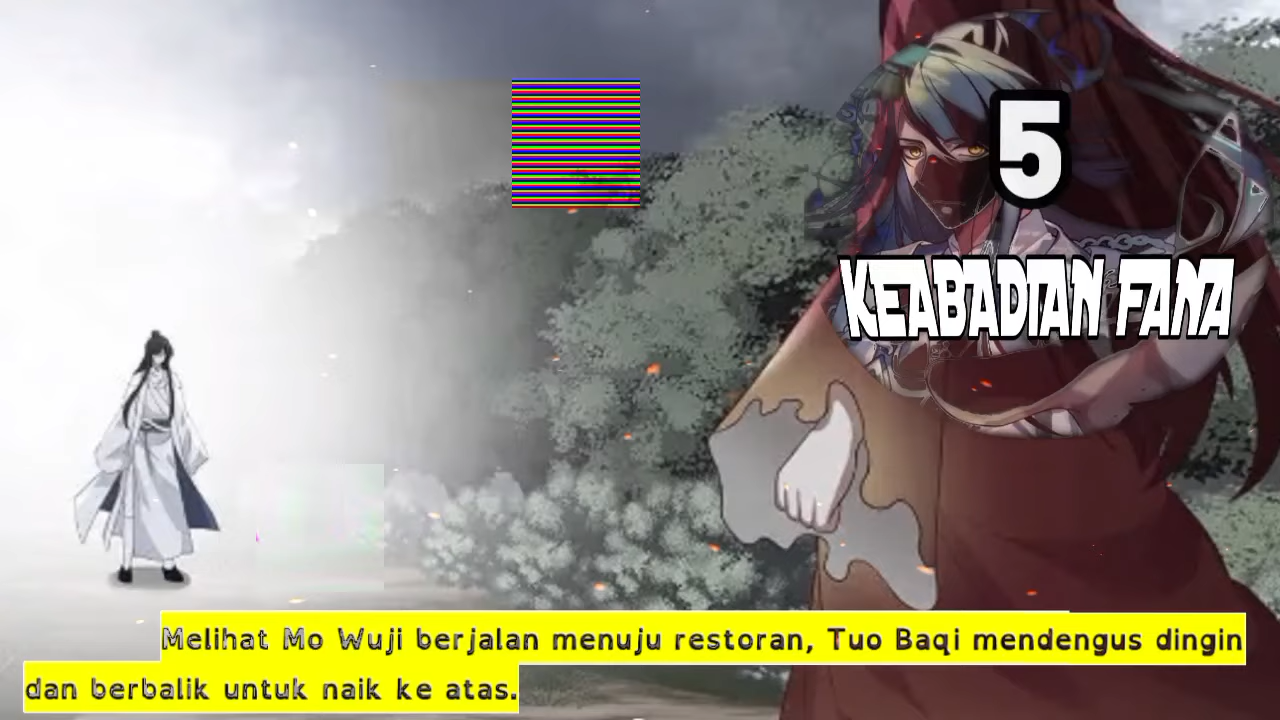 5
KEABADIAN FANA
Melihat Mo Wuji berjalan menuju restoran, Tuo Baqi mendengus dingin
dan berbalik untuk naik ke atas.